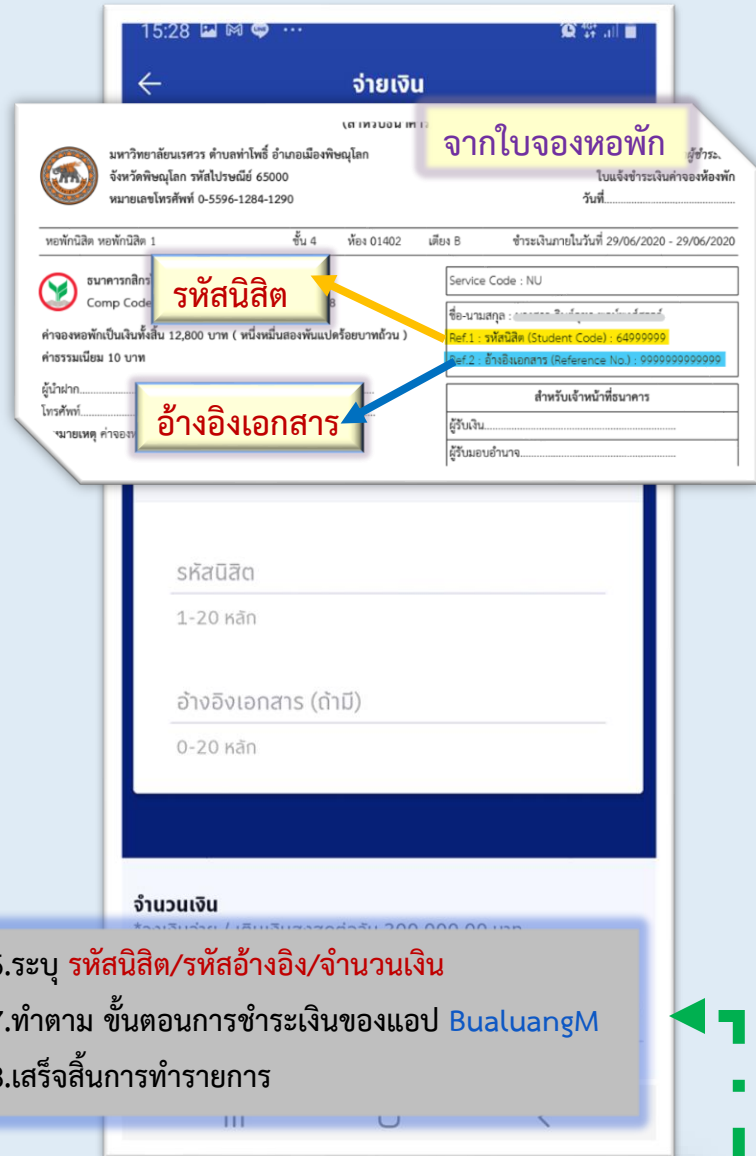 15:28
จ่ายเงิน
จากใบจองหอพัก
มหาวิทยาลัยนเรศวร ตำบลท่าโพธิ์ อำเภอเมืองพิษณุโลก
จังหวัดพิษณุโลก รหัสไปรษณีย์ 65000
ใบแจ้งชำระเงินค่าจองห้องพัก
หมายเลขโทรศัพท์ 0-5596-1284-1290
วันที่
หอพักนิสิต หอพักนิสิต 1 ชั้น 4 ห้อง 01402 เตียง B ชำระเงินภายในวันที่ 29/06/2020 - 29/06/2020
Service Code : NU
Comp Code
รหัสนิสิต
ชื่อ-นามสกุล :
ค่าจองหอพักเป็นเงินทั้งสิ้น 12,800 บาท ( หนึ่งหมื่นสองพันแปดร้อยบาทถ้วน )
Ref.1 : รหัสนิสิต (Student Code) : 64999999
ค่าธรรมเนียม 10 บาท
Ref.2 : อ้างอิงเอกสาร (Reference No.) : 9999999999999
ผู้นำฝาก
สำหรับเจ้าหน้าที่ธนาคาร
โทรศัพท์
อ้างอิงเอกสาร
ผู้รับเงิน
ผู้รับมอบอำนาจ
รหัสนิสิต
1-20 หลัก
อ้างอิงเอกสาร (ถ้ามี)
0-20 หลัก
จำนวนเงิน
.ระบุ รหัสนิสิต/รหัสอ้างอิง/จำนวนเงิน
.ทำตาม ขั้นตอนการชำระเงินของแอป BualuangM
.เสร็จสิ้นการทำรายการ